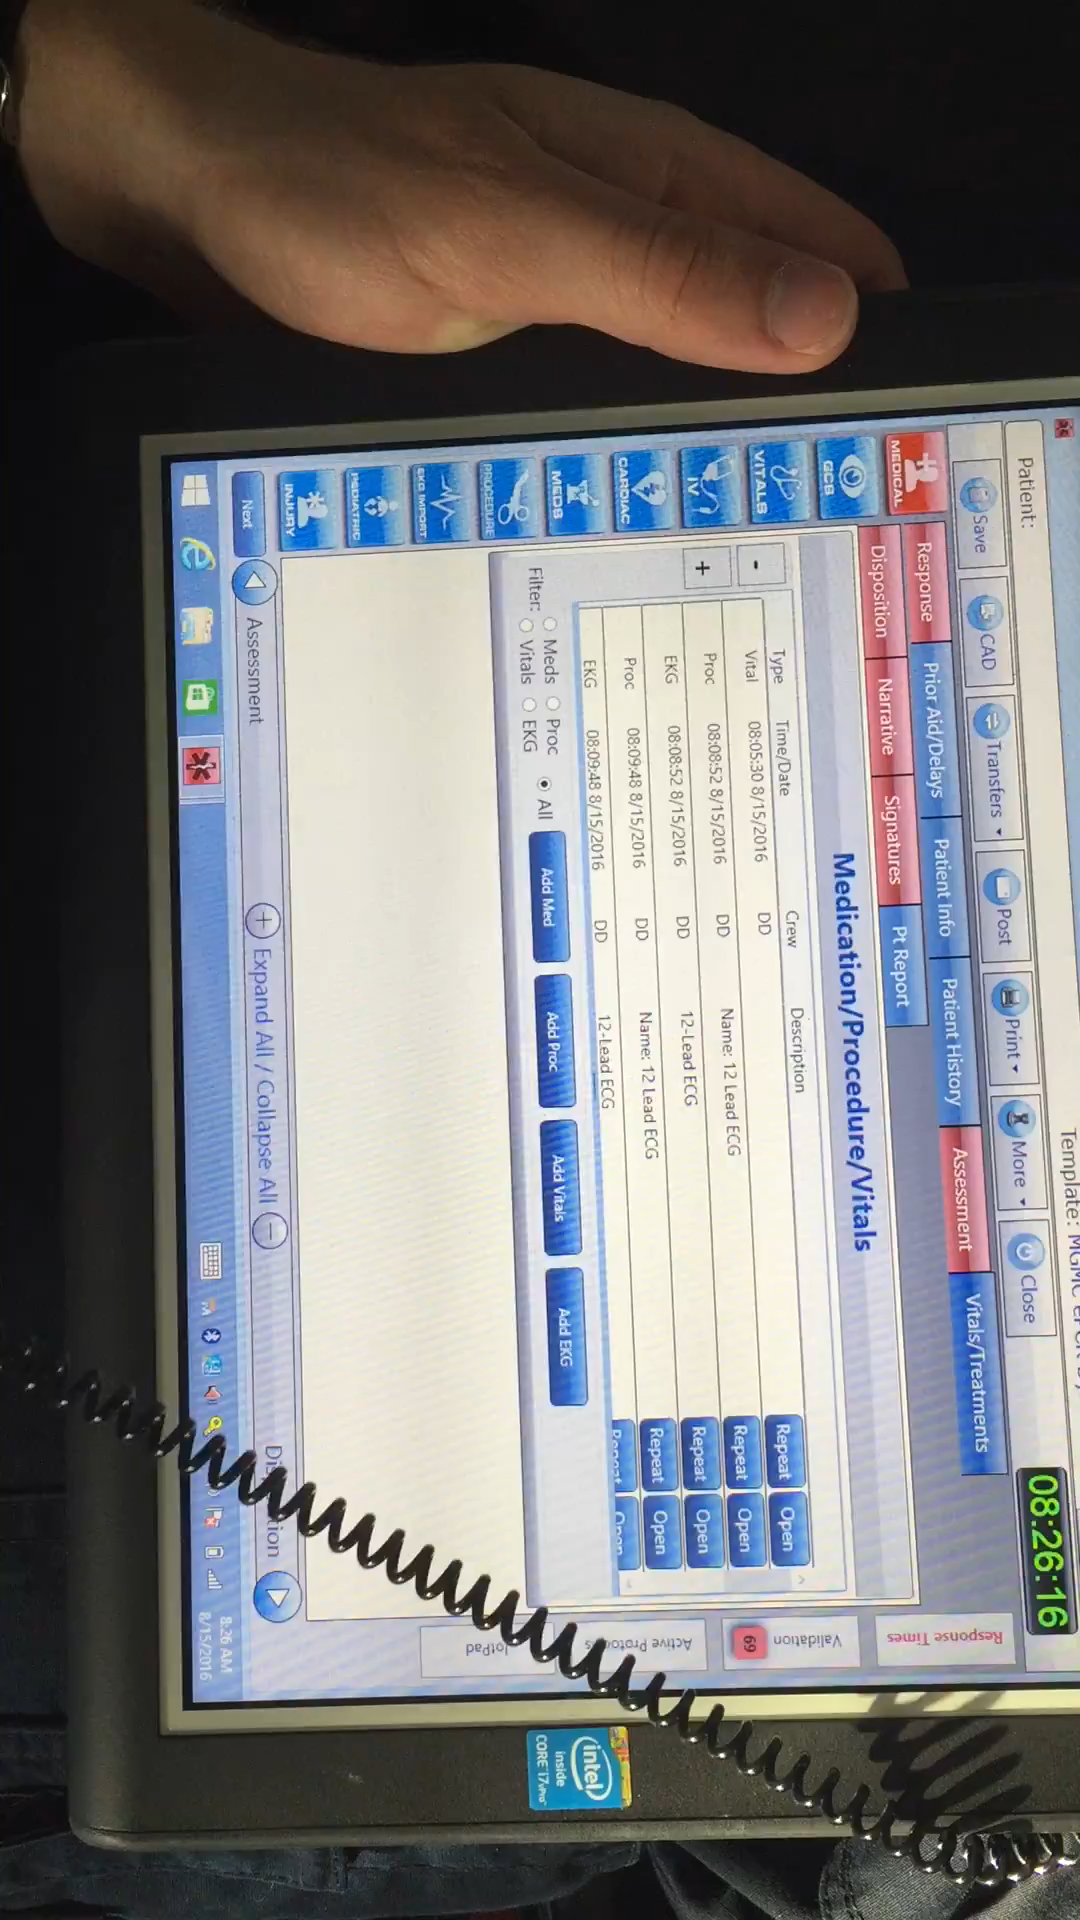 Template: MGMC ePCR
Patient:
Save
CAD
Transfers
Post
Print
More
Close
08:26:16
Response
Prior Aid/Delays
Patient Info
Patient History
Assessment
Vitals/Treatments
Disposition
Narrative
Signatures
Pt Report
MEDICAL
GCS
VITALS
IV
CARDIAC
MEDS
PROCEDURE
EKG IMPORT
PEDIATRIC
INJURY
Next
Medication/Procedure/Vitals
Type Time/Date Crew Description
- Vital 08:05:30 8/15/2016 DD Repeat Open
+ Proc 08:08:52 8/15/2016 DD Name: 12 Lead ECG Repeat Open
EKG 08:08:52 8/15/2016 DD 12-Lead ECG Repeat Open
Proc 08:09:48 8/15/2016 DD Name: 12 Lead ECG Repeat Open
EKG 08:09:48 8/15/2016 DD 12-Lead ECG Repeat Open
Filter: Meds Proc All
Vitals EKG
Add Med
Add Proc
Add Vitals
Add EKG
Response Times
Validation 69
Active
JotPad
Assessment
Expand All / Collapse All
8:26 AM
8/15/2016
intel
inside
CORE i7
vPro